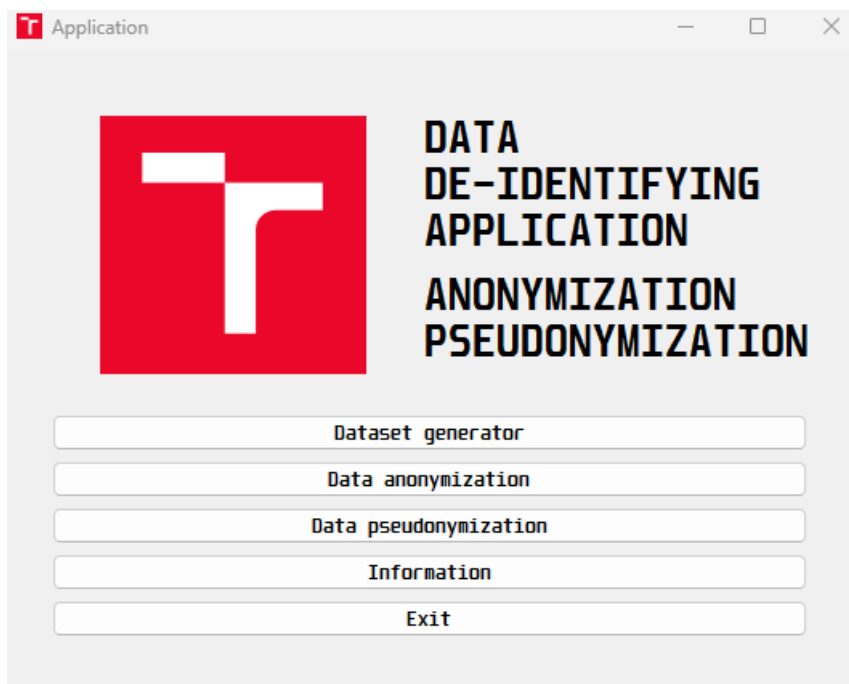 Application
DATA
DE-IDENTIFYING
APPLICATION
ANONYMIZATION
PSEUDONYMIZATION
Dataset generator
Data anonymization
Data pseudonymization
Information
Exit